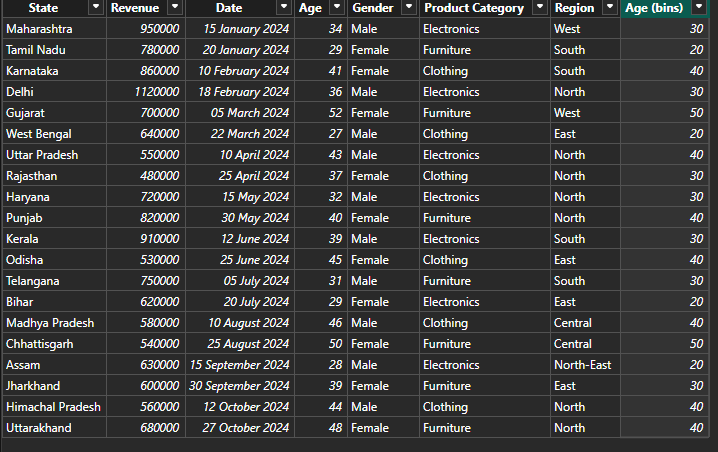 State Revenue Date Age Gender Product Category Region Age (bins)
Maharashtra 950000 15 January 2024 34 Male Electronics West 30
Tamil Nadu 780000 20 January 2024 29 Female Furniture South 20
Karnataka 860000 10 February 2024 41 Female Clothing South 40
Delhi 1120000 18 February 2024 36 Male Electronics North 30
Gujarat 700000 05 March 2024 52 Female Furniture West 50
West Bengal 640000 22 March 2024 27 Male Clothing East 20
Uttar Pradesh 550000 10 April 2024 43 Male Electronics North 40
Rajasthan 480000 25 April 2024 37 Female Clothing North 30
Haryana 720000 15 May 2024 32 Male Electronics North 30
Punjab 820000 30 May 2024 40 Female Furniture North 40
Kerala 910000 12 June 2024 39 Male Electronics South 30
Odisha 530000 25 June 2024 45 Female Clothing East 40
Telangana 750000 05 July 2024 31 Male Furniture South 30
Bihar 620000 20 July 2024 29 Female Electronics East 20
Madhya Pradesh 580000 10 August 2024 46 Male Clothing Central 40
Chhattisgarh 540000 25 August 2024 50 Female Furniture Central 50
Assam 630000 15 September 2024 28 Male Electronics North-East 20
Jharkhand 600000 30 September 2024 39 Female Furniture East 30
Himachal Pradesh 560000 12 October 2024 44 Male Clothing North 40
Uttarakhand 680000 27 October 2024 48 Female Furniture North 40